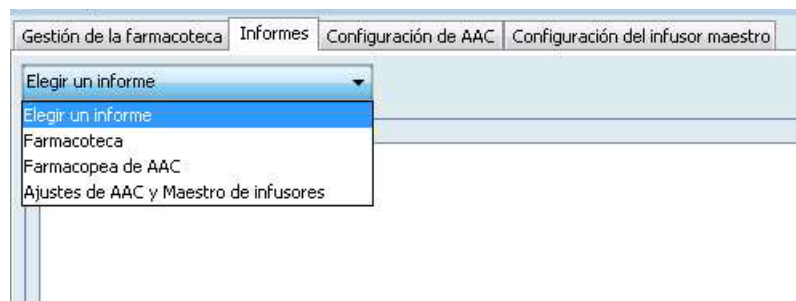 Gestión de la farmacoteca Informes Configuración de AAC Configuración del infusor maestro
Elegir un informe
Elegir un informe
Farmacoteca
Farmacopea de AAC
Ajustes de AAC y Maestro de infusores